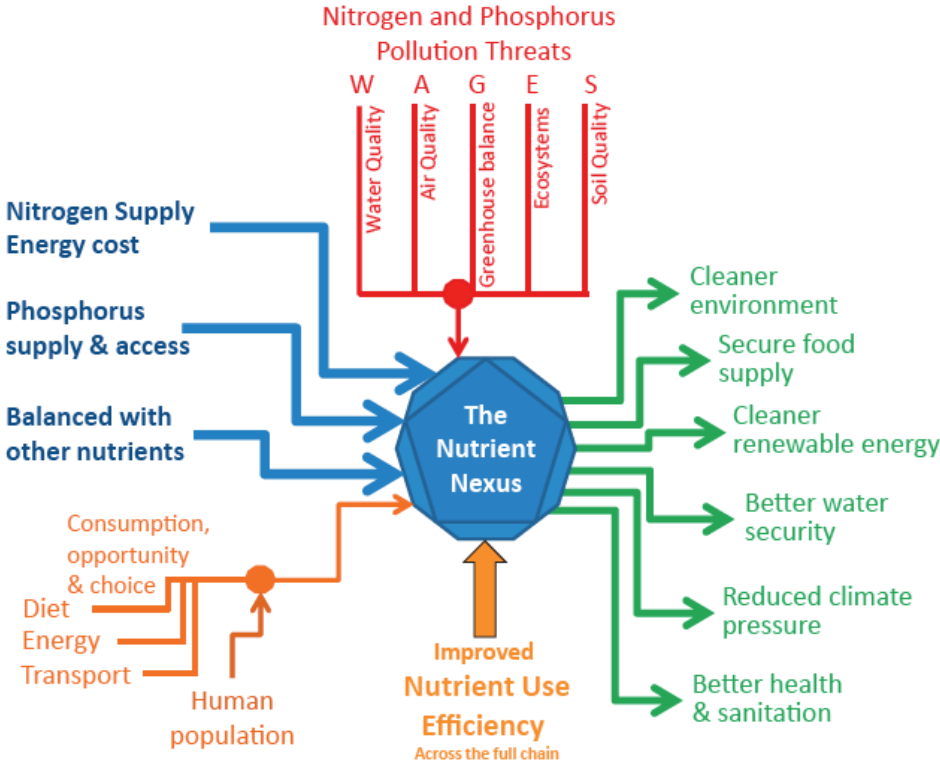 Nitrogen and Phosphorus
Pollution Threats
W A G E S
Water Quality
Air Quality
Greenhouse balance
Ecosystems
Soil Quality
Nitrogen Supply
Energy cost
Phosphorus
supply & access
Balanced with
other nutrients
Consumption,
opportunity
& choice
Diet
Energy
Transport
Human
population
The
Nutrient
Nexus
Improved
Nutrient Use
Efficiency
Across the full chain
Cleaner
environment
Secure food
supply
Cleaner
renewable energy
Better water
security
Reduced climate
pressure
Better health
& sanitation